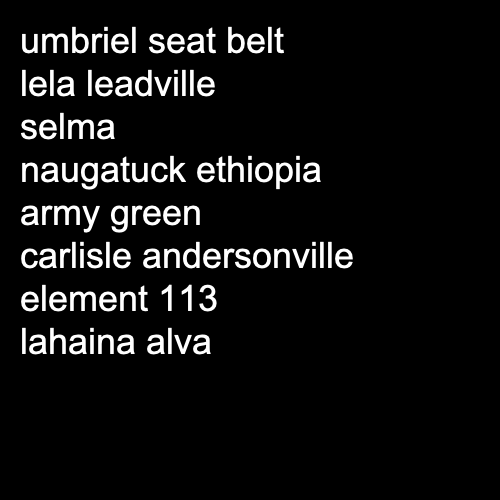 umbriel seat belt
lela leadville
selma
naugatuck ethiopia
army green
carlisle andersonville
element 113
lahaina alva